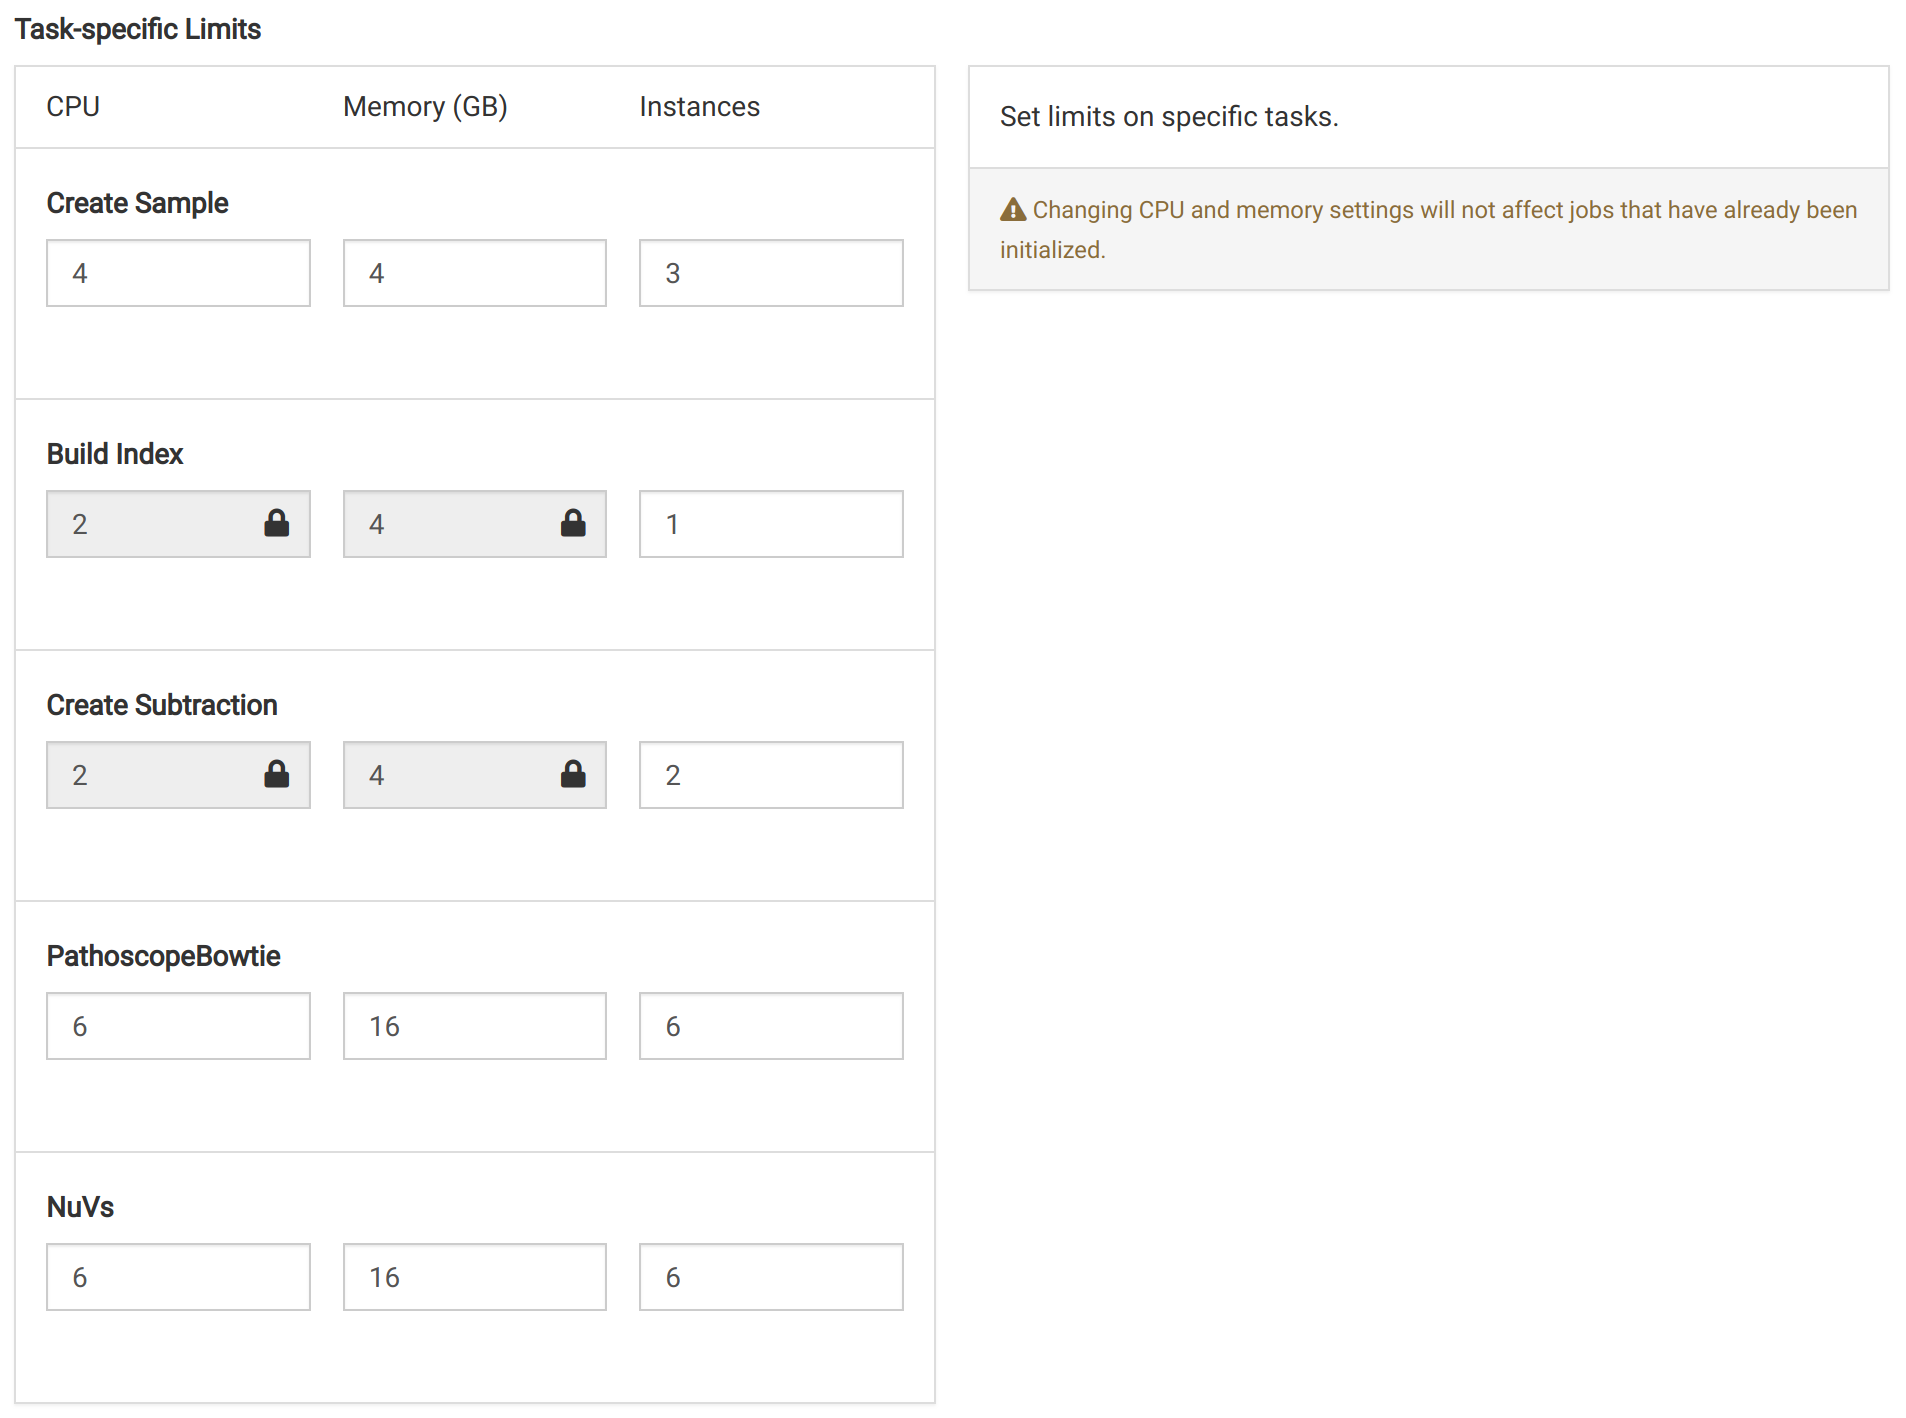 Task-specific Limits
CPU Memory (GB) Instances
Create Sample
4 4 3
Build Index
2 4 1
Create Subtraction
2 4 2
PathoscopeBowtie
6 16 6
NuVs
6 16 6
Set limits on specific tasks.
Changing CPU and memory settings will not affect jobs that have already been
initialized.